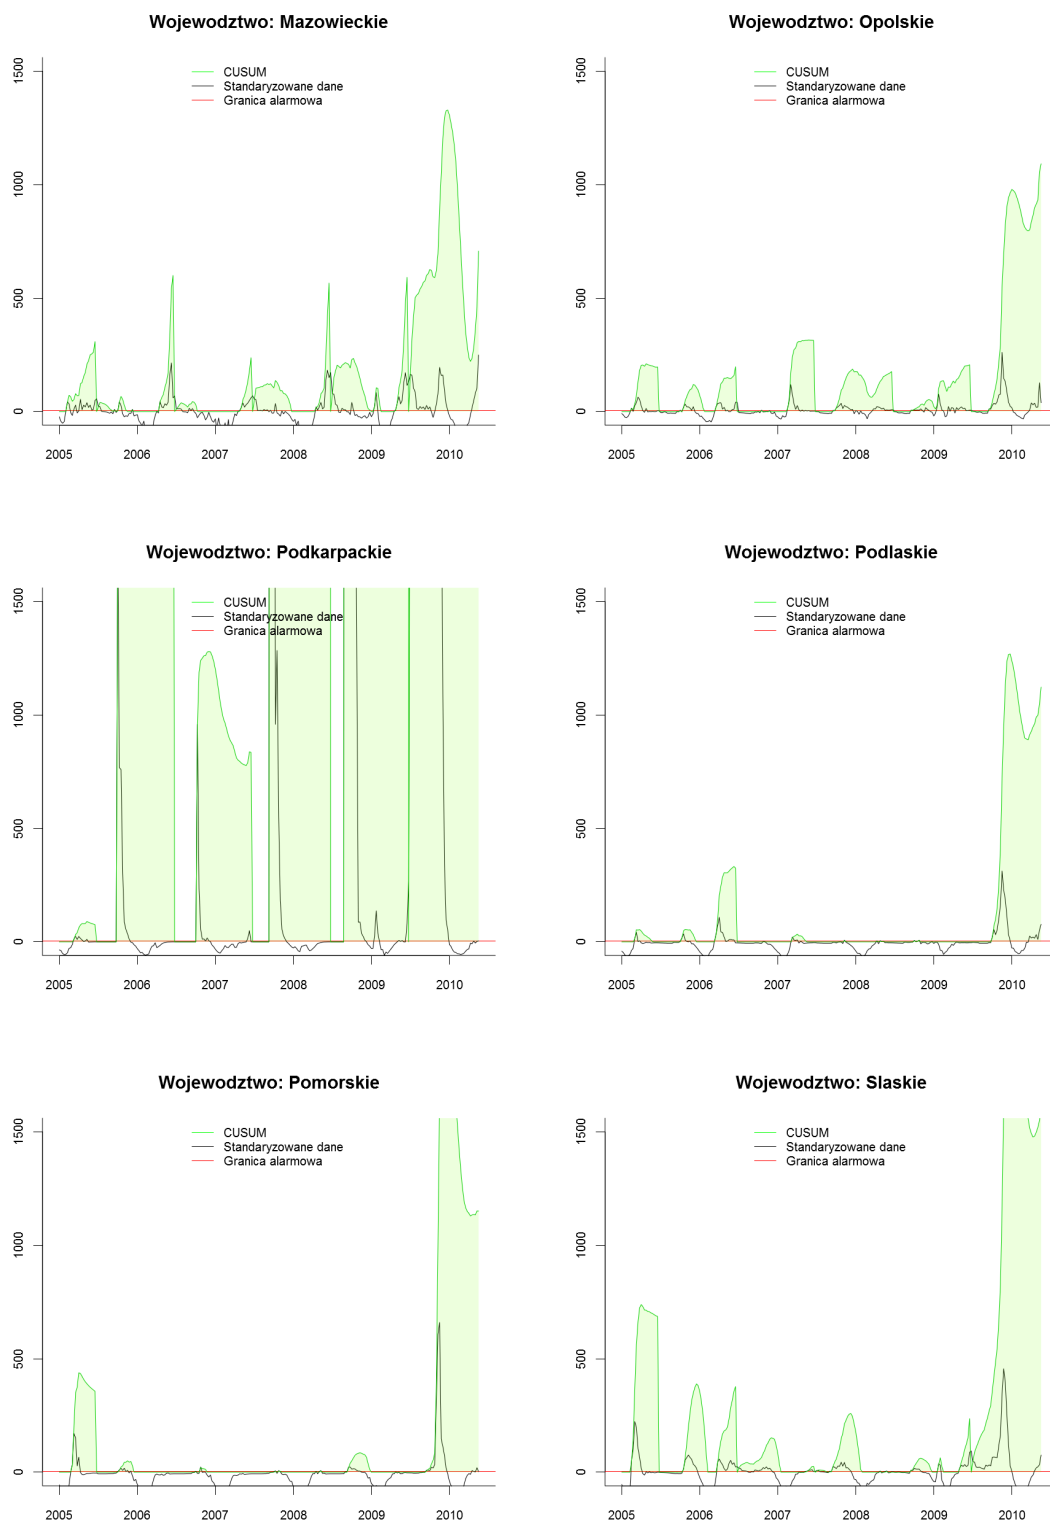 Wojewodztwo: Mazowieckie
CUSUM
Standaryzowane dane
Granica alarmowa
0 500 1000 1500
2005 2006 2007 2008 2009 2010
Wojewodztwo: Opolskie
CUSUM
Standaryzowane dane
Granica alarmowa
0 500 1000 1500
2005 2006 2007 2008 2009 2010
Wojewodztwo: Podkarpackie
CUSUM
Standaryzowane dane
Granica alarmowa
0 500 1000 1500
2005 2006 2007 2008 2009 2010
Wojewodztwo: Podlaskie
CUSUM
Standaryzowane dane
Granica alarmowa
0 500 1000 1500
2005 2006 2007 2008 2009 2010
Wojewodztwo: Pomorskie
CUSUM
Standaryzowane dane
Granica alarmowa
0 500 1000 1500
2005 2006 2007 2008 2009 2010
Wojewodztwo: Slaskie
CUSUM
Standaryzowane dane
Granica alarmowa
0 500 1000 1500
2005 2006 2007 2008 2009 2010